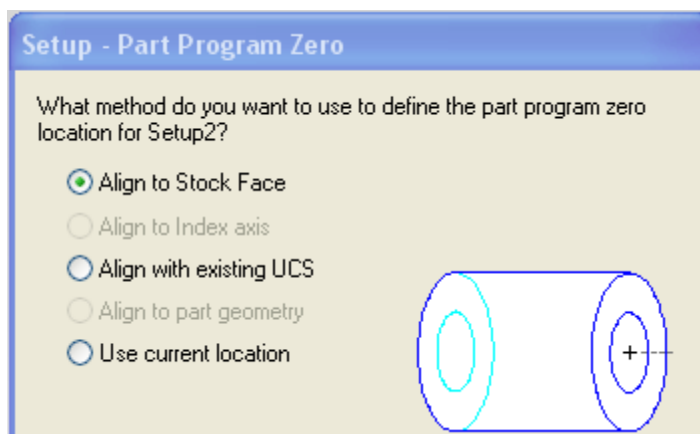 Setup - Part Program Zero
What method do you want to use to define the part program zero
location for Setup2?
Align to Stock Face
Align to Index axis
Align with existing UCS
Align to part geometry
Use current location